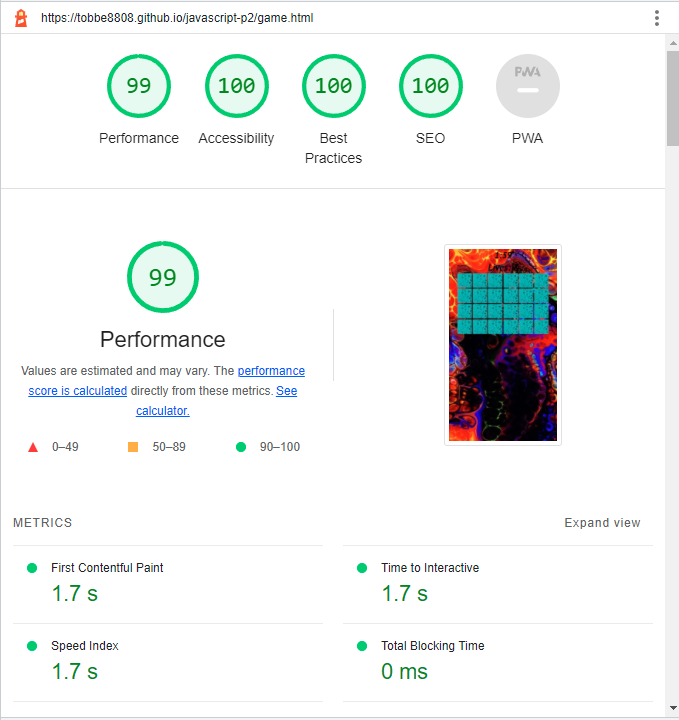 https://tobbe8808.github.io/javascript-p2/game.html
99
100
100
100
PWA
Performance
Accessibility
Best
Practices
SEO
PWA
99
Performance
Values are estimated and may vary. The performance
score is calculated directly from these metrics. See
calculator.
0–49
50–89
90–100
METRICS
Expand view
First Contentful Paint
1.7 s
Time to Interactive
1.7 s
Speed Index
1.7 s
Total Blocking Time
0 ms